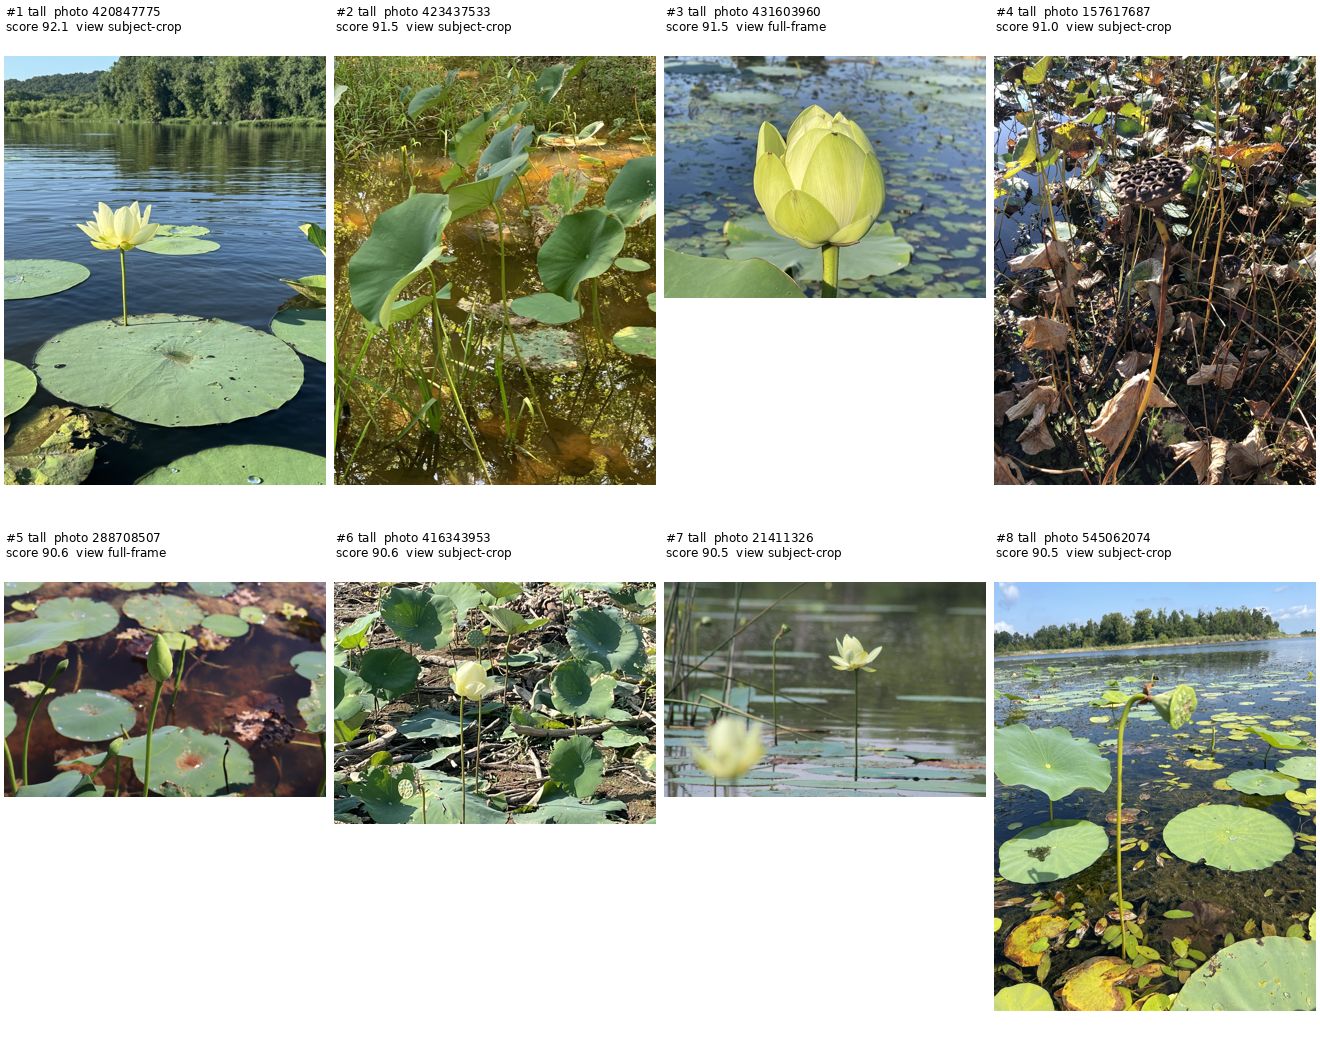 #1 tall  photo 420847775
score 92.1  view subject-crop
#2 tall  photo 423437533
score 91.5  view subject-crop
#3 tall  photo 431603960
score 91.5  view full-frame
#4 tall  photo 157617687
score 91.0  view subject-crop
#5 tall  photo 288708507
score 90.6  view full-frame
#6 tall  photo 416343953
score 90.6  view subject-crop
#7 tall  photo 21411326
score 90.5  view subject-crop
#8 tall  photo 545062074
score 90.5  view subject-crop